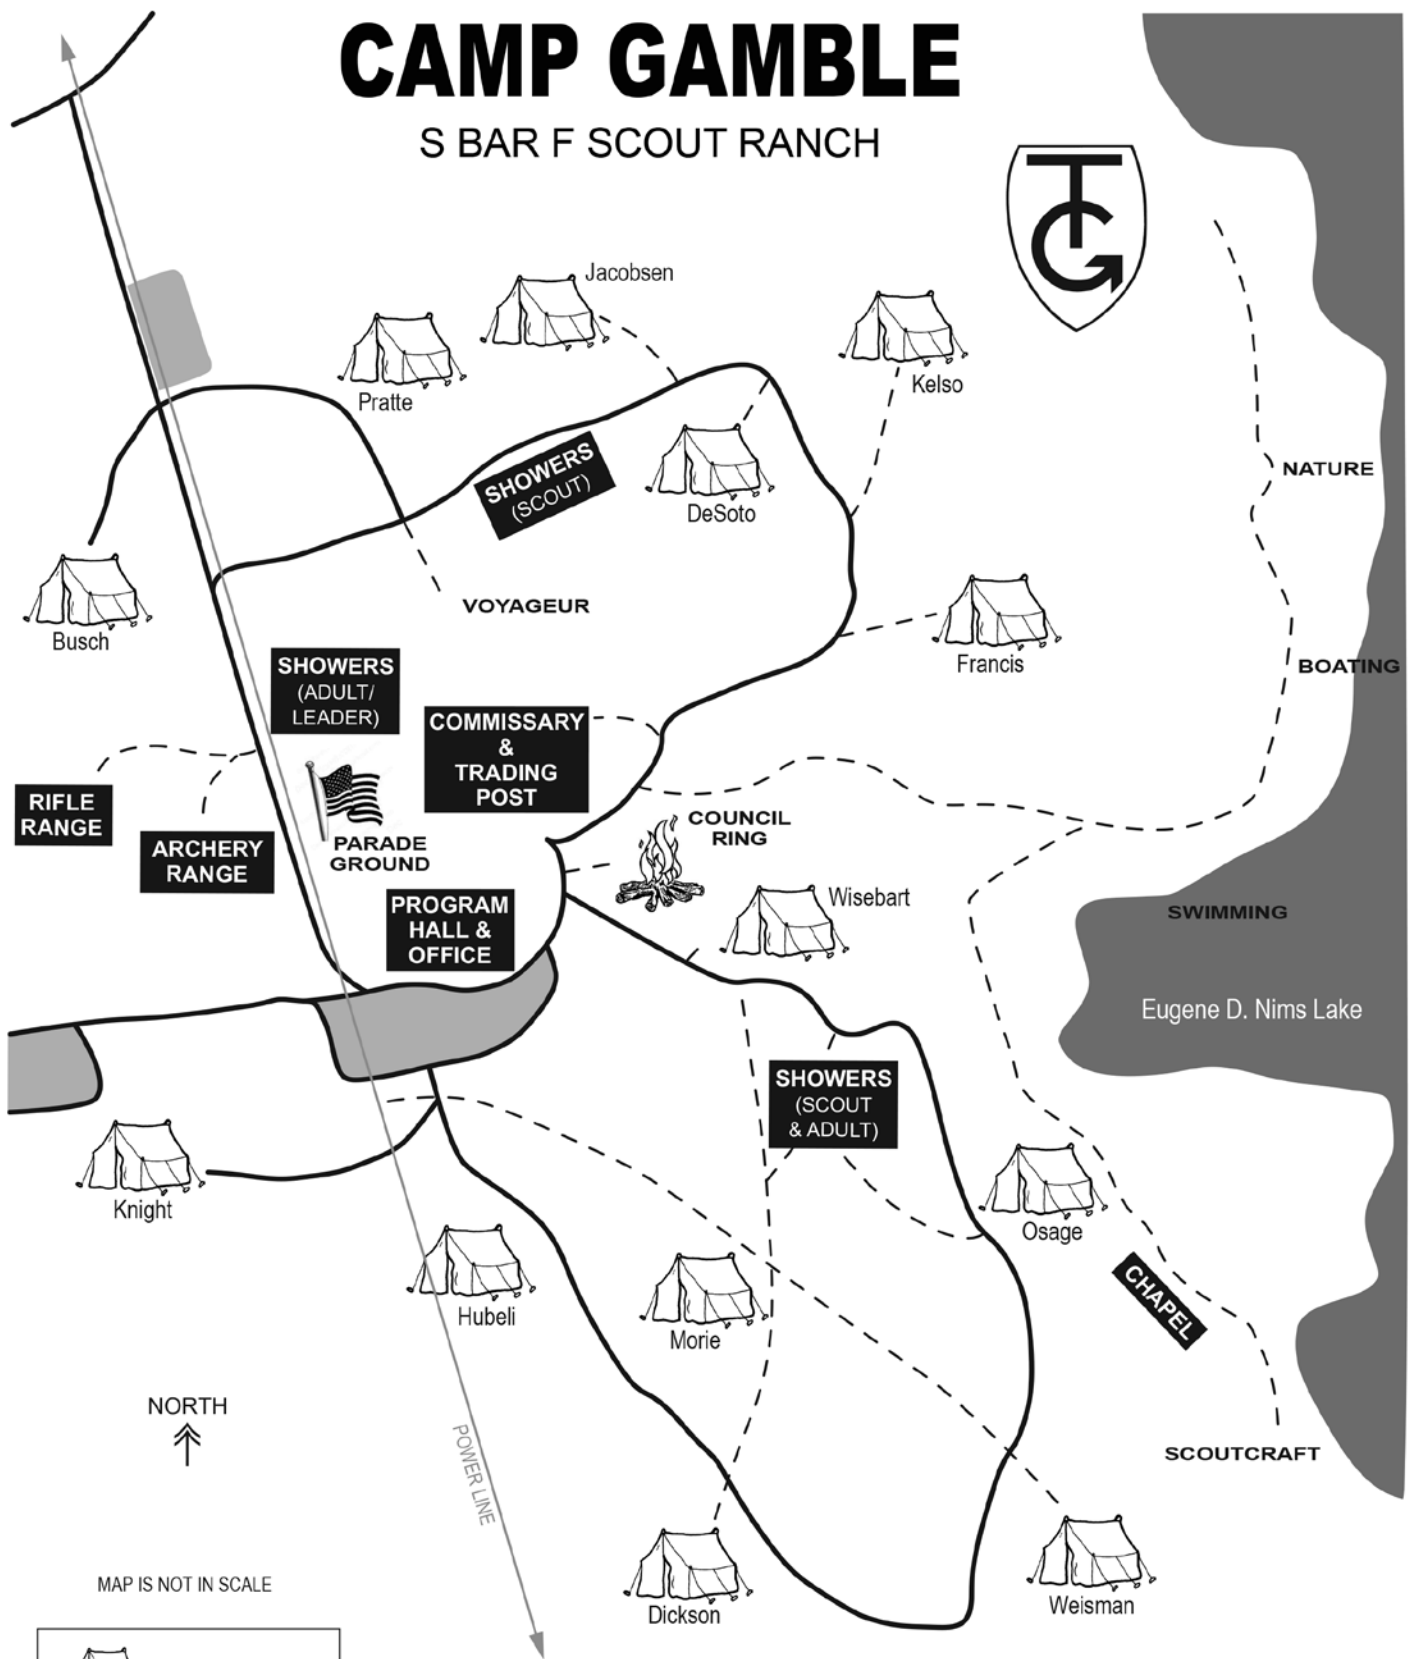 CAMP GAMBLE
S BAR F SCOUT RANCH
TG
Jacobsen
Pratte
Kelso
SHOWERS
(SCOUT)
DeSoto
NATURE
Busch
VOYAGEUR
Francis
BOATING
SHOWERS
(ADULT/
LEADER)
COMMISSARY
&
TRADING
POST
RIFLE
RANGE
ARCHERY
RANGE
PARADE
GROUND
COUNCIL
RING
PROGRAM
HALL &
OFFICE
Wisebart
SWIMMING
Eugene D. Nims Lake
SHOWERS
(SCOUT
& ADULT)
Knight
Osage
Hubeli
Morie
CHAPEL
NORTH
POWER LINE
SCOUTCRAFT
MAP IS NOT IN SCALE
Dickson
Weisman